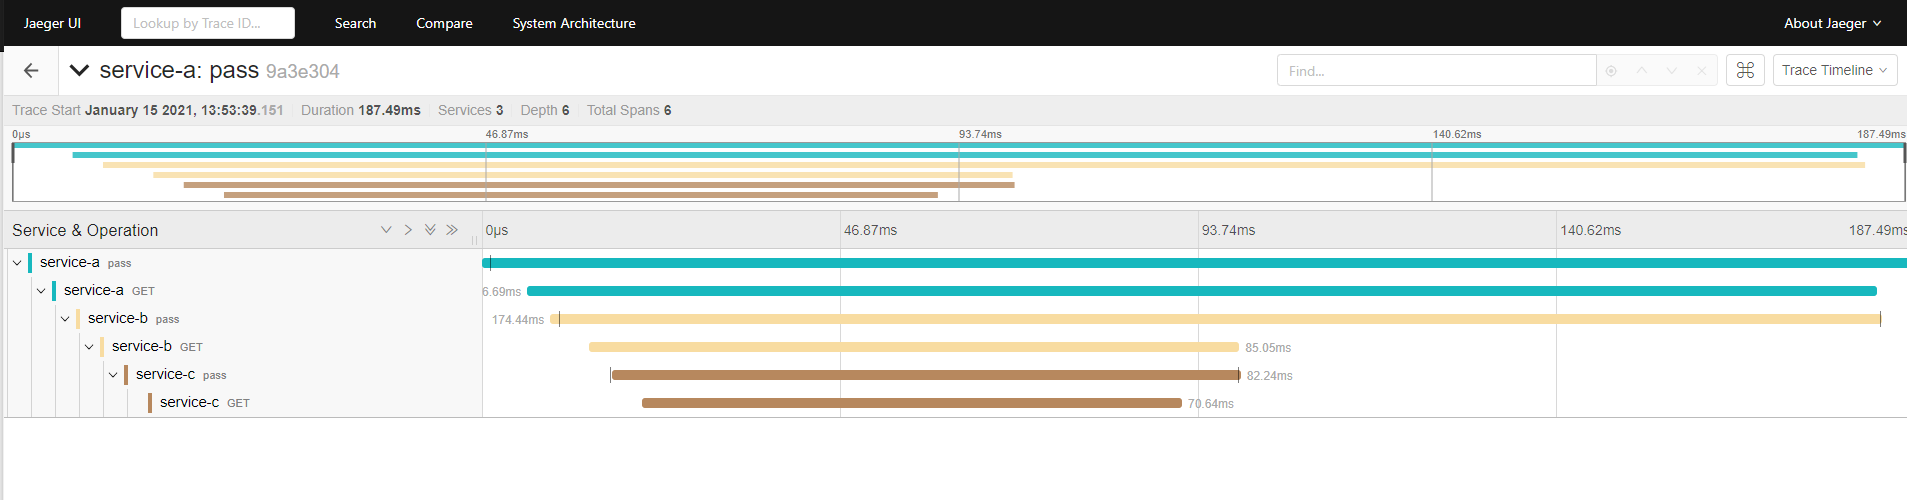 Jaeger UI Lookup by Trace ID... Search Compare System Architecture About Jaeger
service-a: pass 9a3e304 Find... Trace Timeline
Trace Start January 15 2021, 13:53:39.151 Duration 187.49ms Services 3 Depth 6 Total Spans 6
0μs 46.87ms 93.74ms 140.62ms 187.49ms
Service & Operation 0μs 46.87ms 93.74ms 140.62ms 187.49ms
service-a pass
service-a GET 6.69ms
service-b pass 174.44ms
service-b GET 85.05ms
service-c pass 82.24ms
service-c GET 70.64ms